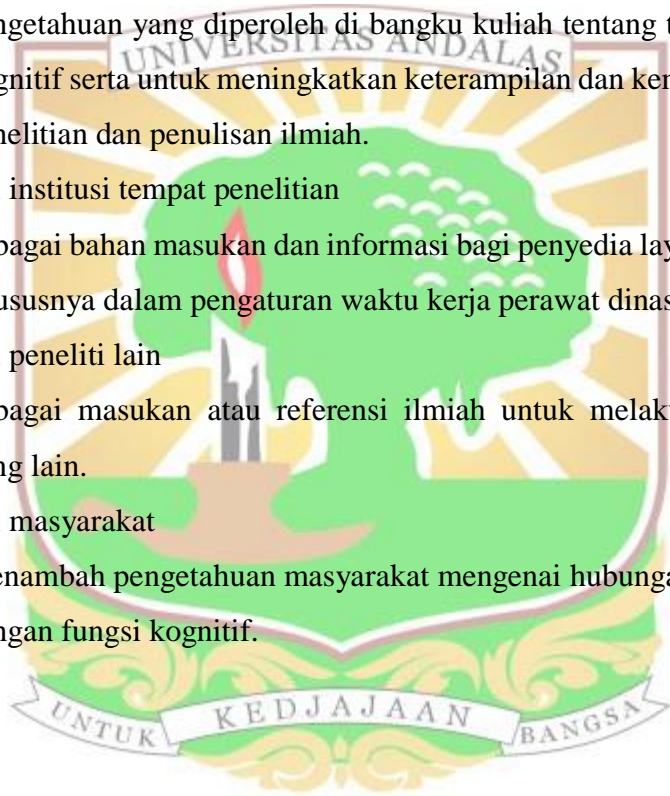 ngetahuan yang diperoleh di bangku kuliah tentang t
UNIVERSITAS ANDALAS
gnitif serta untuk meningkatkan keterampilan dan ker
nelitian dan penulisan ilmiah.
institusi tempat penelitian
bagai bahan masukan dan informasi bagi penyedia lay
ususnya dalam pengaturan waktu kerja perawat dinas
peneliti lain
bagai masukan atau referensi ilmiah untuk melaku
ng lain.
masyarakat
enambah pengetahuan masyarakat mengenai hubunga
ngan fungsi kognitif.
UNTUK KEDJAJAAN BANGSA